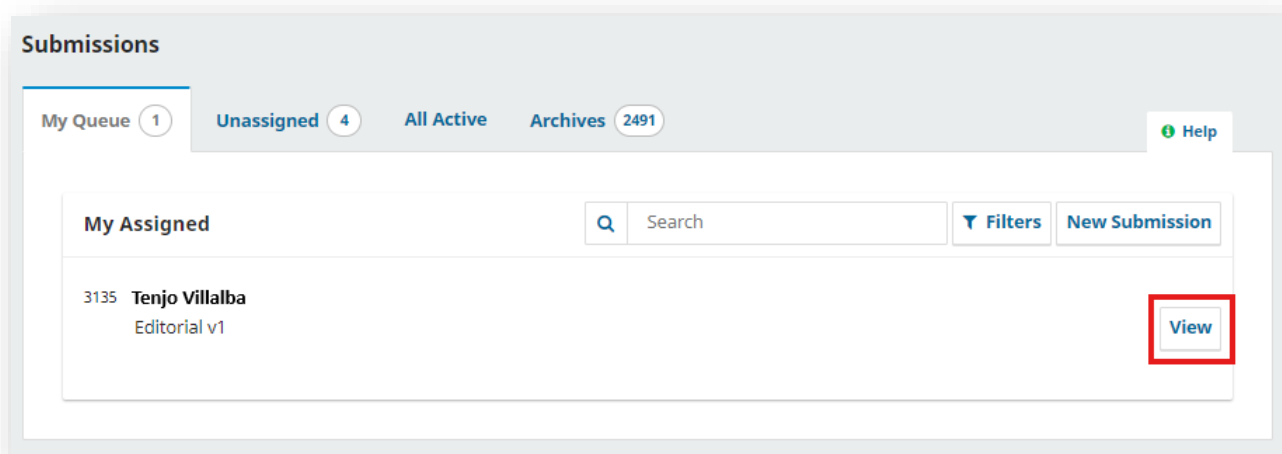 Submissions
My Queue 1 Unassigned 4 All Active Archives 2491
Help
My Assigned Search Filters New Submission
3135 Tenjo Villalba
Editorial v1
View